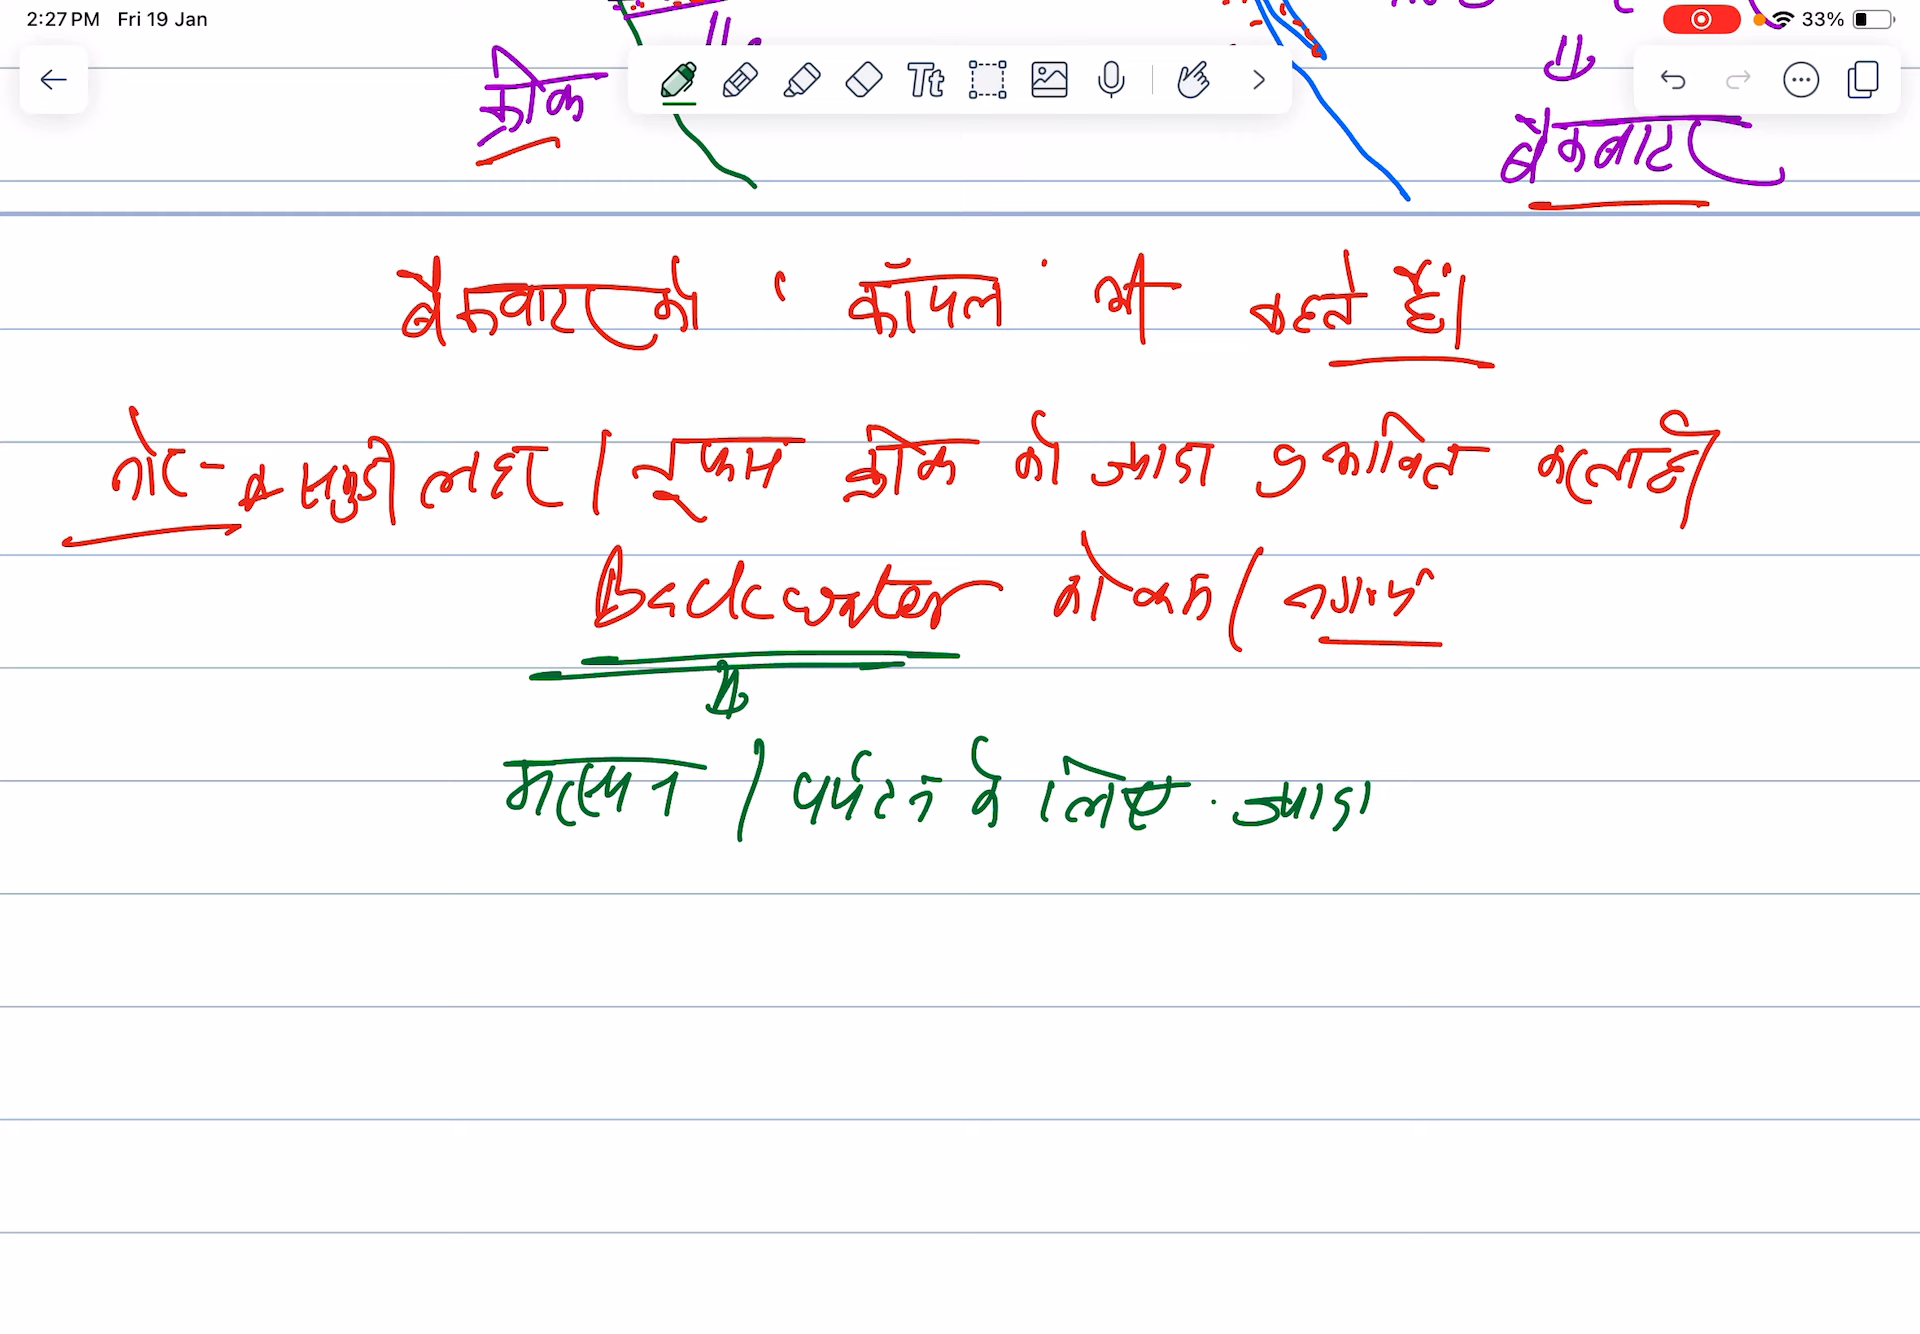 2:27 PM Fri 19 Jan 33%
Tt
क्रीक
बैकवाटर
बैकवाटर को कॉयल भी कहते हैं।
नोट - समुद्री लहर / तूफान क्रीक को ज्यादा प्रभावित करता है।
Backwater को कम / नगण्य
मत्स्यन / पर्यटन के लिए ज्यादा